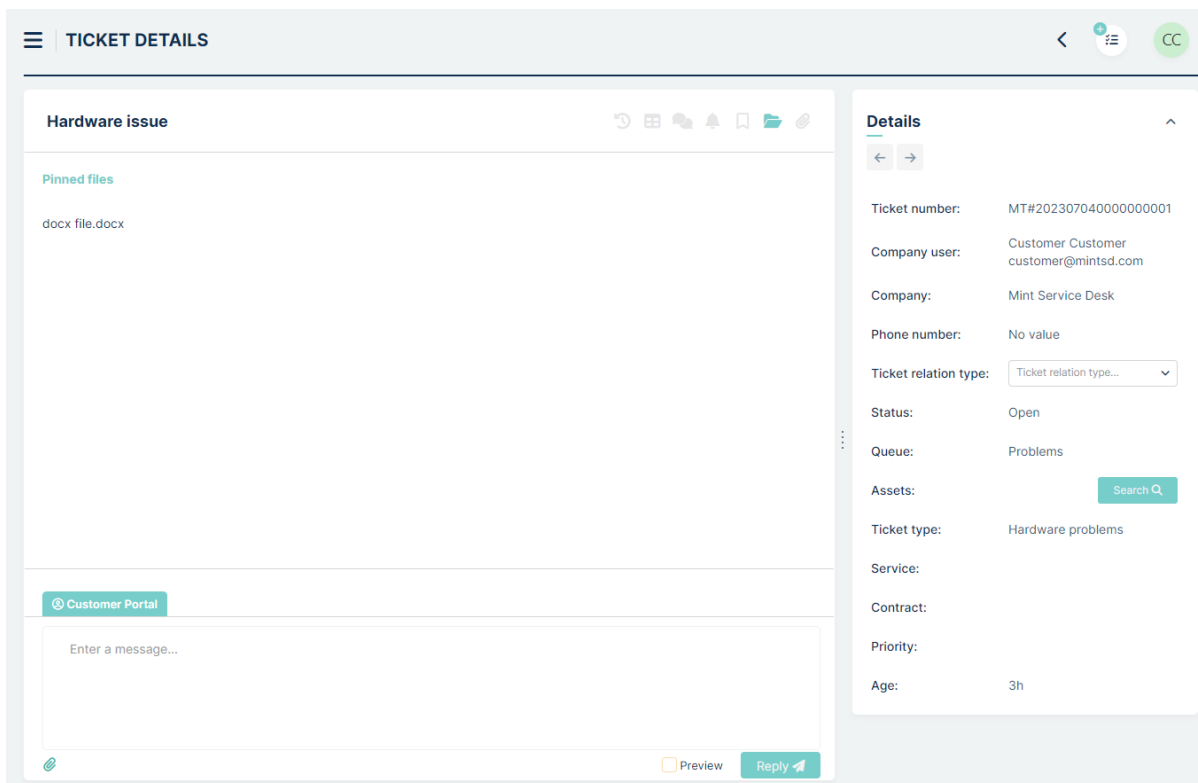 TICKET DETAILS
CC
Hardware issue
Pinned files
docx file.docx
Customer Portal
Enter a message...
Preview
Reply
Details
Ticket number: MT#202307040000000001
Company user: Customer Customer
customer@mintsd.com
Company: Mint Service Desk
Phone number: No value
Ticket relation type: Ticket relation type...
Status: Open
Queue: Problems
Assets: Search
Ticket type: Hardware problems
Service:
Contract:
Priority:
Age: 3h